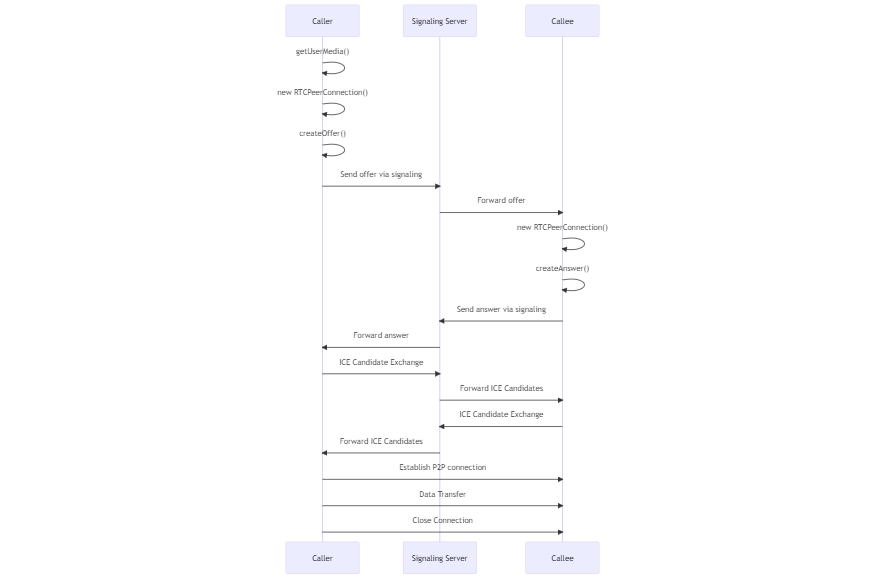 Caller
Signaling Server
Callee
getUserMedia()
new RTCPeerConnection()
createOffer()
Send offer via signaling
Forward offer
new RTCPeerConnection()
createAnswer()
Send answer via signaling
Forward answer
ICE Candidate Exchange
Forward ICE Candidates
ICE Candidate Exchange
Forward ICE Candidates
Establish P2P connection
Data Transfer
Close Connection
Caller
Signaling Server
Callee